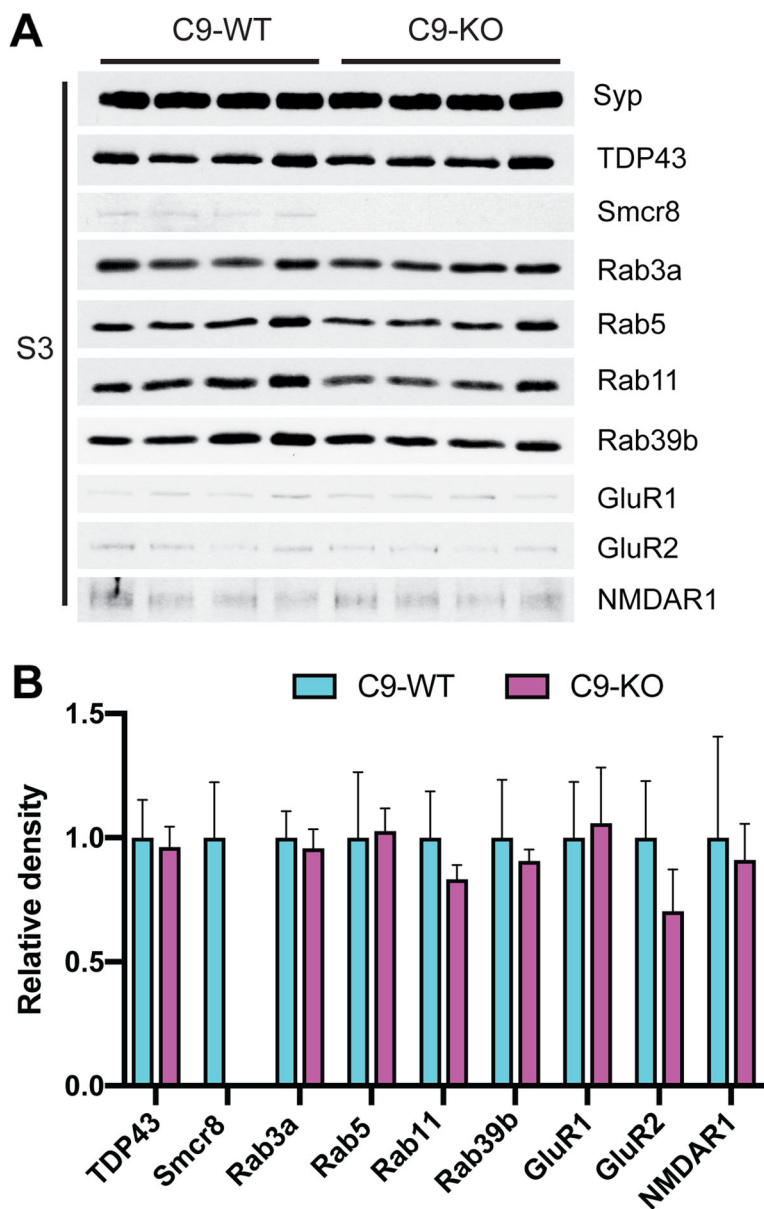 A
C9-WT C9-KO
S3
Syp
TDP43
Smcr8
Rab3a
Rab5
Rab11
Rab39b
GluR1
GluR2
NMDAR1
B
C9-WT C9-KO
Relative density
1.5
1.0
0.5
0.0
TDP43 Smcr8 Rab3a Rab5 Rab11 Rab39b GluR1 GluR2 NMDAR1